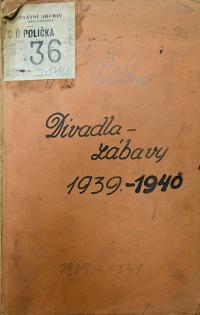 STÁTNÍ ARCHIV
O Ú POLIČKA
36
Divadla-
zábavy
1939.-1940
1938-1941